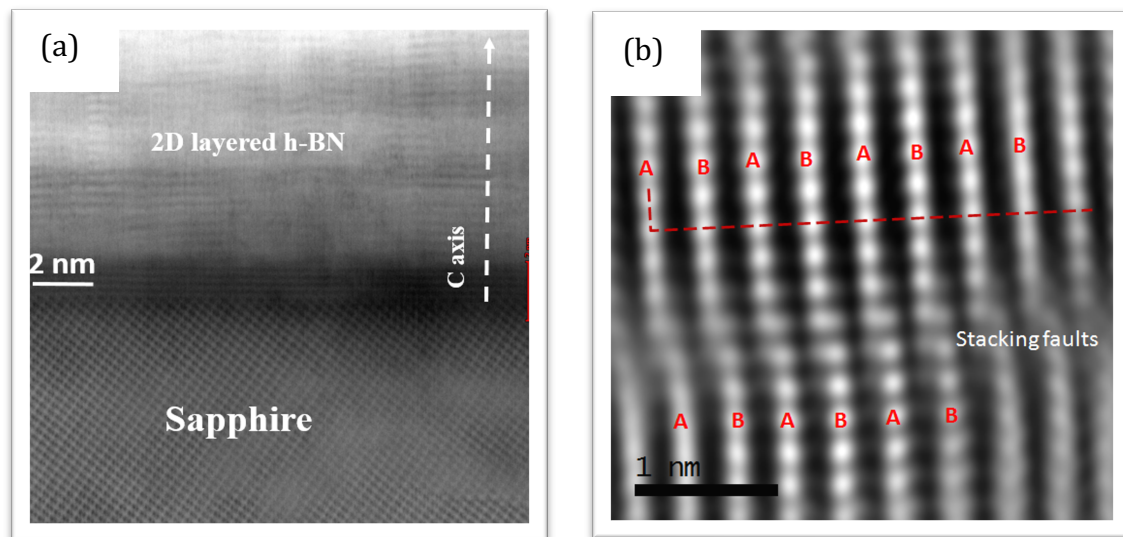 (a)
2D layered h-BN
C axis
2 nm
Sapphire
(b)
A B A B A B A B
Stacking faults
A B A B A B
1 nm